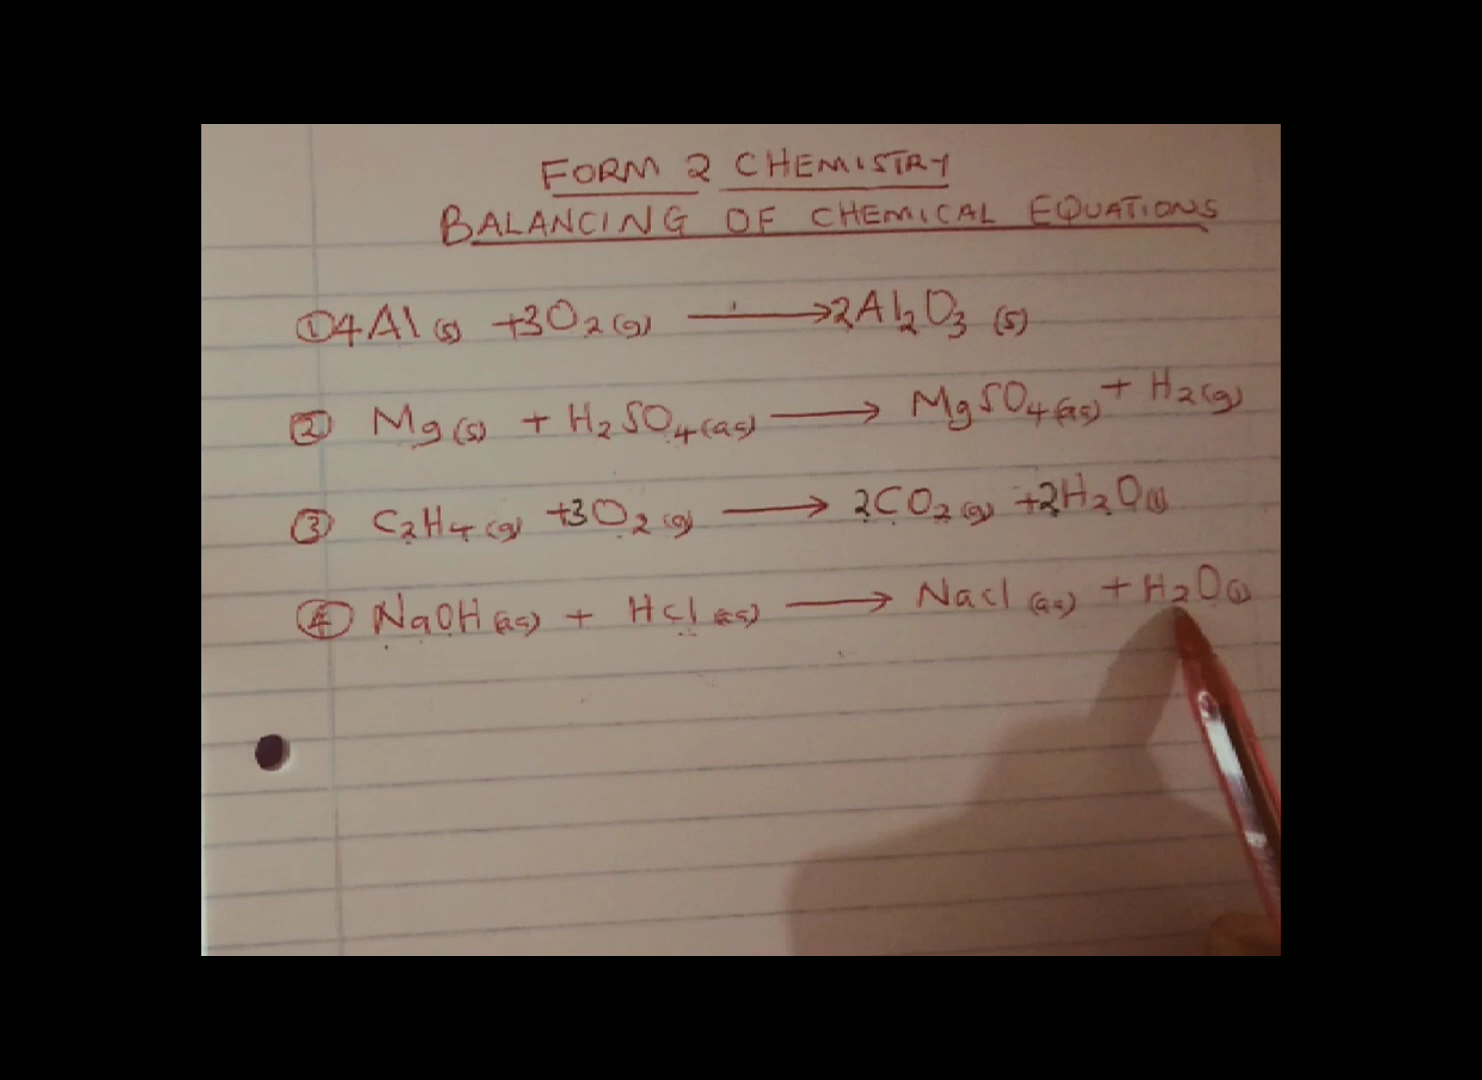 FORM 2 CHEMISTRY
BALANCING OF CHEMICAL EQUATIONS
① 4Al(s) + 3O₂(g) → 2Al₂O₃(s)
② Mg(s) + H₂SO₄(aq) → MgSO₄(aq) + H₂(g)
③ C₂H₄(g) + 3O₂(g) → 2CO₂(g) + 2H₂O(l)
④ NaOH(aq) + HCl(aq) → NaCl(aq) + H₂O(l)